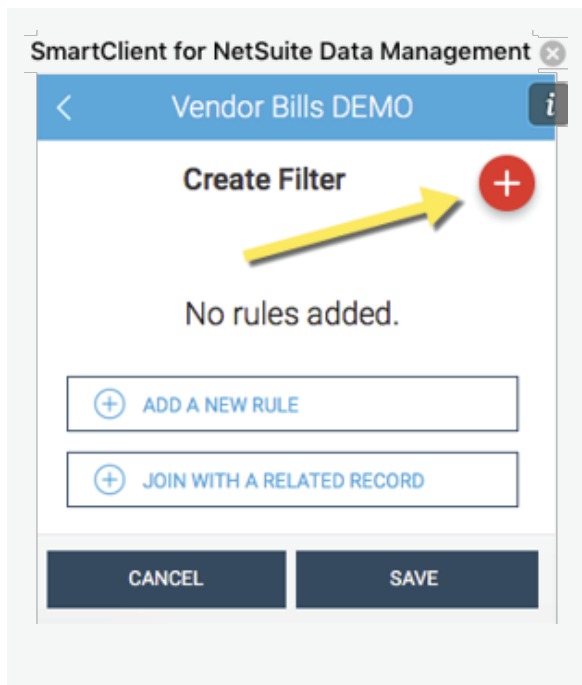 SmartClient for NetSuite Data Management
Vendor Bills DEMO
i
Create Filter
No rules added.
ADD A NEW RULE
JOIN WITH A RELATED RECORD
CANCEL SAVE